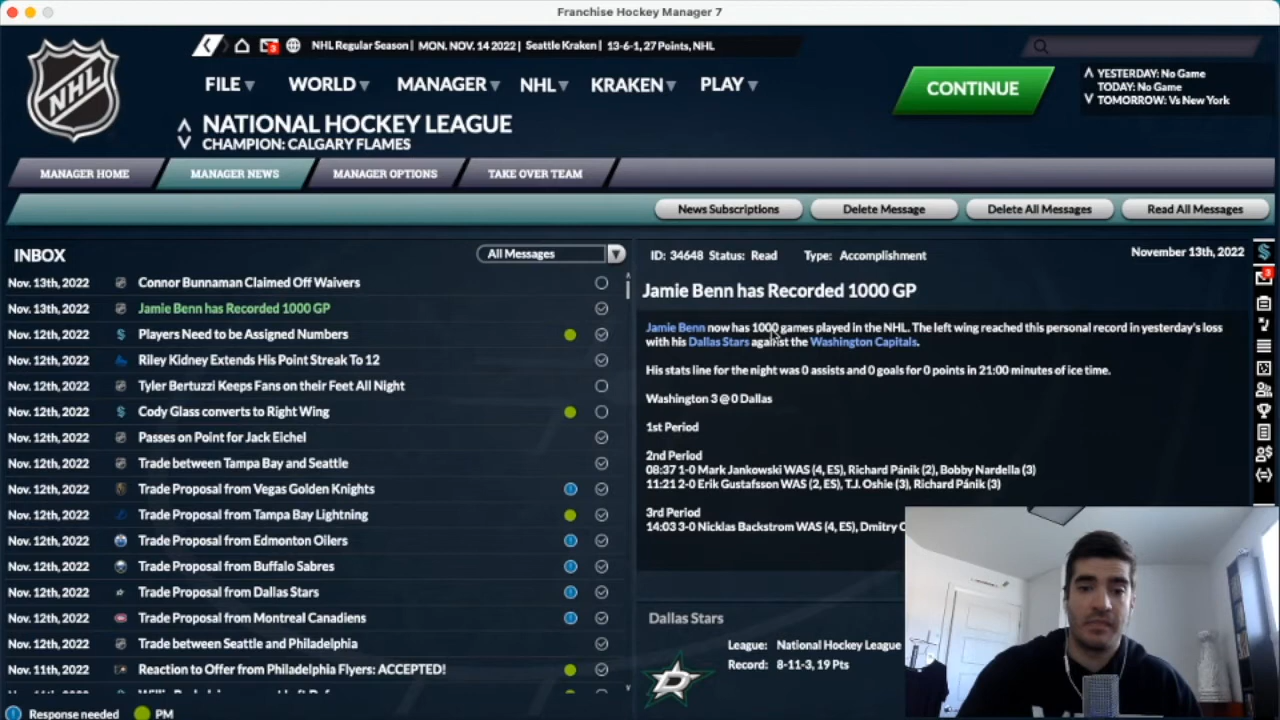 Franchise Hockey Manager 7
NHL Regular Season | MON. NOV. 14 2022 | Seattle Kraken | 13-6-1, 27 Points, NHL
FILE WORLD MANAGER NHL KRAKEN PLAY
CONTINUE
YESTERDAY: No Game
TODAY: No Game
TOMORROW: Vs New York
NHL
NATIONAL HOCKEY LEAGUE
CHAMPION: CALGARY FLAMES
MANAGER HOME MANAGER NEWS MANAGER OPTIONS TAKE OVER TEAM
News Subscriptions Delete Message Delete All Messages Read All Messages
INBOX All Messages
Nov. 13th, 2022 Connor Bunnaman Claimed Off Waivers
Nov. 13th, 2022 Jamie Benn has Recorded 1000 GP
Nov. 12th, 2022 Players Need to be Assigned Numbers
Nov. 12th, 2022 Riley Kidney Extends His Point Streak To 12
Nov. 12th, 2022 Tyler Bertuzzi Keeps Fans on their Feet All Night
Nov. 12th, 2022 Cody Glass converts to Right Wing
Nov. 12th, 2022 Passes on Point for Jack Eichel
Nov. 12th, 2022 Trade between Tampa Bay and Seattle
Nov. 12th, 2022 Trade Proposal from Vegas Golden Knights
Nov. 12th, 2022 Trade Proposal from Tampa Bay Lightning
Nov. 12th, 2022 Trade Proposal from Edmonton Oilers
Nov. 12th, 2022 Trade Proposal from Buffalo Sabres
Nov. 12th, 2022 Trade Proposal from Dallas Stars
Nov. 12th, 2022 Trade Proposal from Montreal Canadiens
Nov. 12th, 2022 Trade between Seattle and Philadelphia
Nov. 11th, 2022 Reaction to Offer from Philadelphia Flyers: ACCEPTED!
Response needed PM
ID: 34648 Status: Read Type: Accomplishment November 13th, 2022
Jamie Benn has Recorded 1000 GP
Jamie Benn now has 1000 games played in the NHL. The left wing reached this personal record in yesterday's loss
with his Dallas Stars against the Washington Capitals.
His stats line for the night was 0 assists and 0 goals for 0 points in 21:00 minutes of ice time.
Washington 3 @ 0 Dallas
1st Period
2nd Period
08:37 1-0 Mark Jankowski WAS (4, ES), Richard Pánik (2), Bobby Nardella (3)
11:21 2-0 Erik Gustafsson WAS (2, ES), T.J. Oshie (3), Richard Pánik (3)
3rd Period
14:03 3-0 Nicklas Backstrom WAS (4, ES), Dmitry
Dallas Stars
League: National Hockey League
Record: 8-11-3, 19 Pts